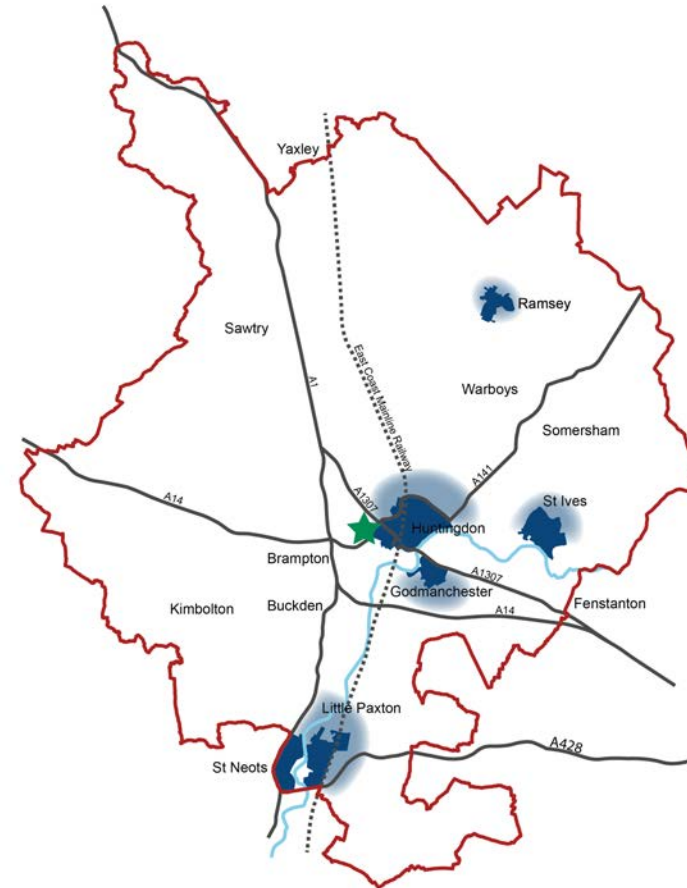 Yaxley
Ramsey
Sawtry
A1
East Coast Mainline Railway
Warboys
Somersham
A141
A14
A1307
St Ives
Huntingdon
Brampton
A1307
Godmanchester
Kimbolton
Buckden
A14
Fenstanton
Little Paxton
A428
St Neots